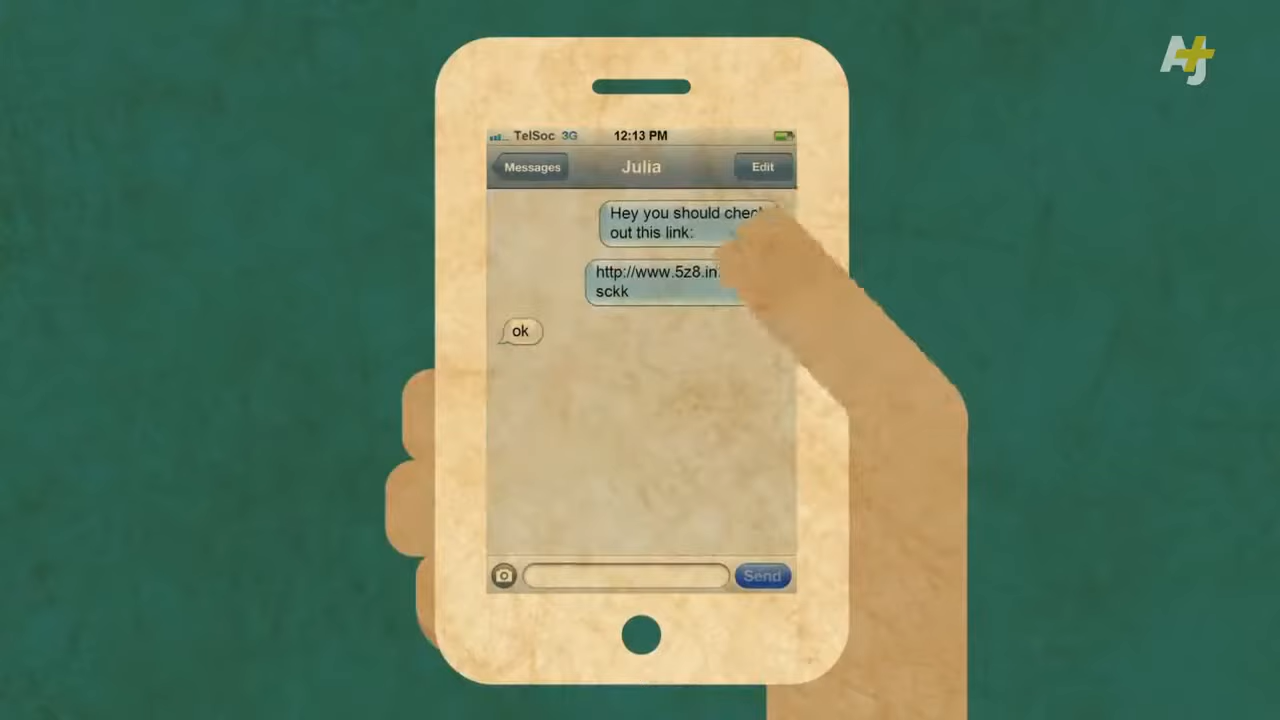 AJ+
TelSoc 3G 12:13 PM
Messages Julia Edit
Hey you should
out this link:
http://www.5z8.in
sckk
ok
Send